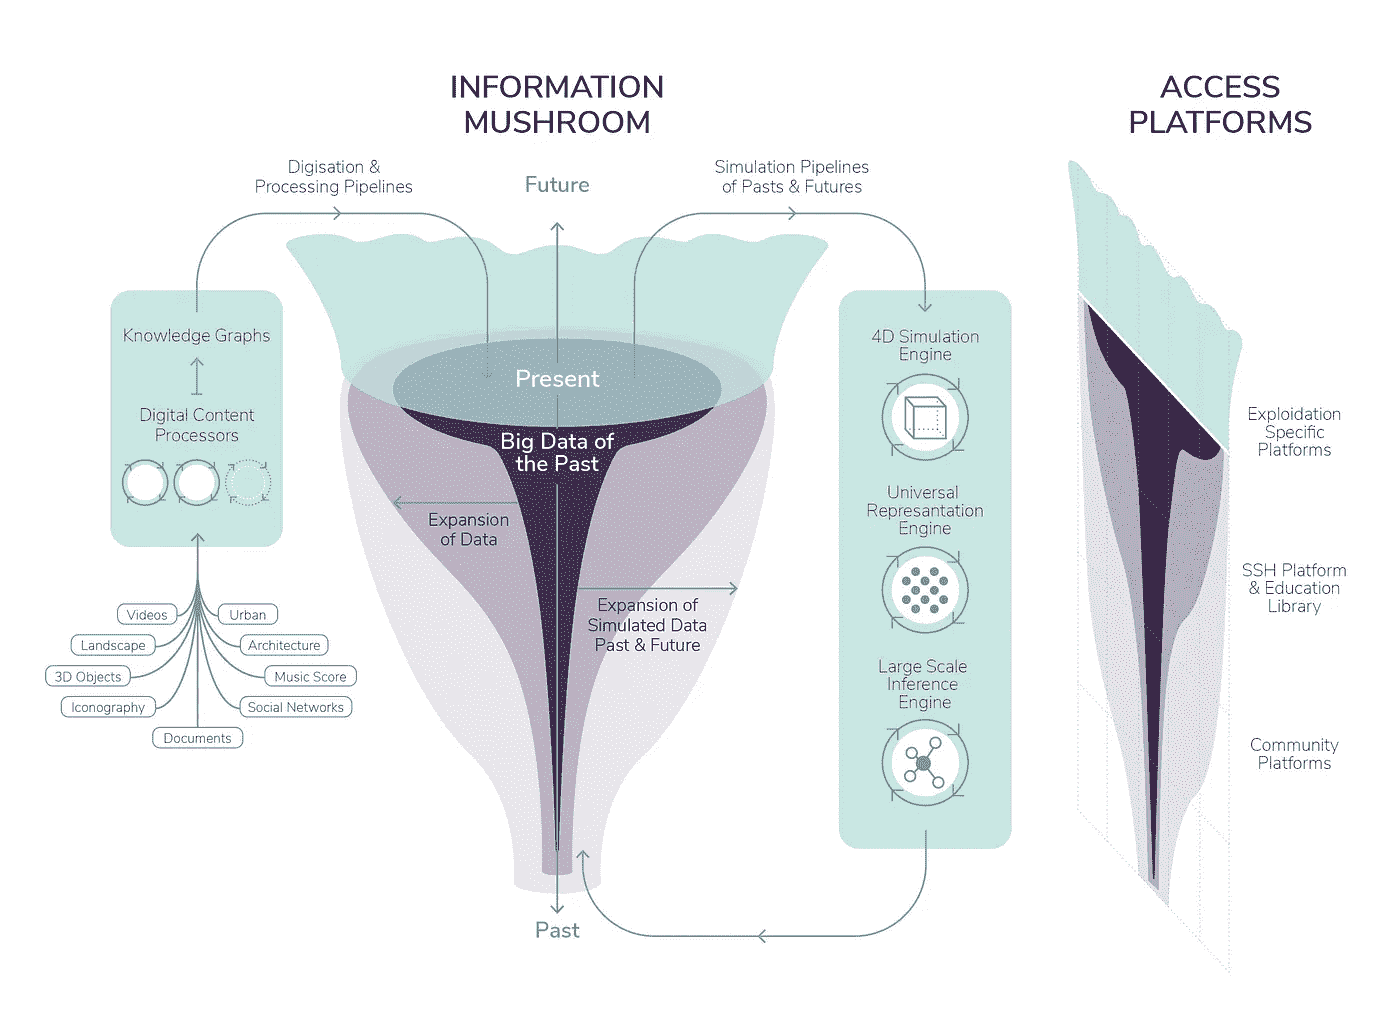 INFORMATION
MUSHROOM
ACCESS
PLATFORMS
Digisation &
Processing Pipelines
Future
Simulation Pipelines
of Pasts & Futures
Knowledge Graphs
Digital Content
Processors
Videos
Urban
Landscape
Architecture
3D Objects
Music Score
Iconography
Social Networks
Documents
Present
Big Data of
the Past
Expansion
of Data
Expansion of
Simulated Data
Past & Future
Past
4D Simulation
Engine
Universal
Represantation
Engine
Large Scale
Inference
Engine
Exploidation
Specific
Platforms
SSH Platform
& Education
Library
Community
Platforms